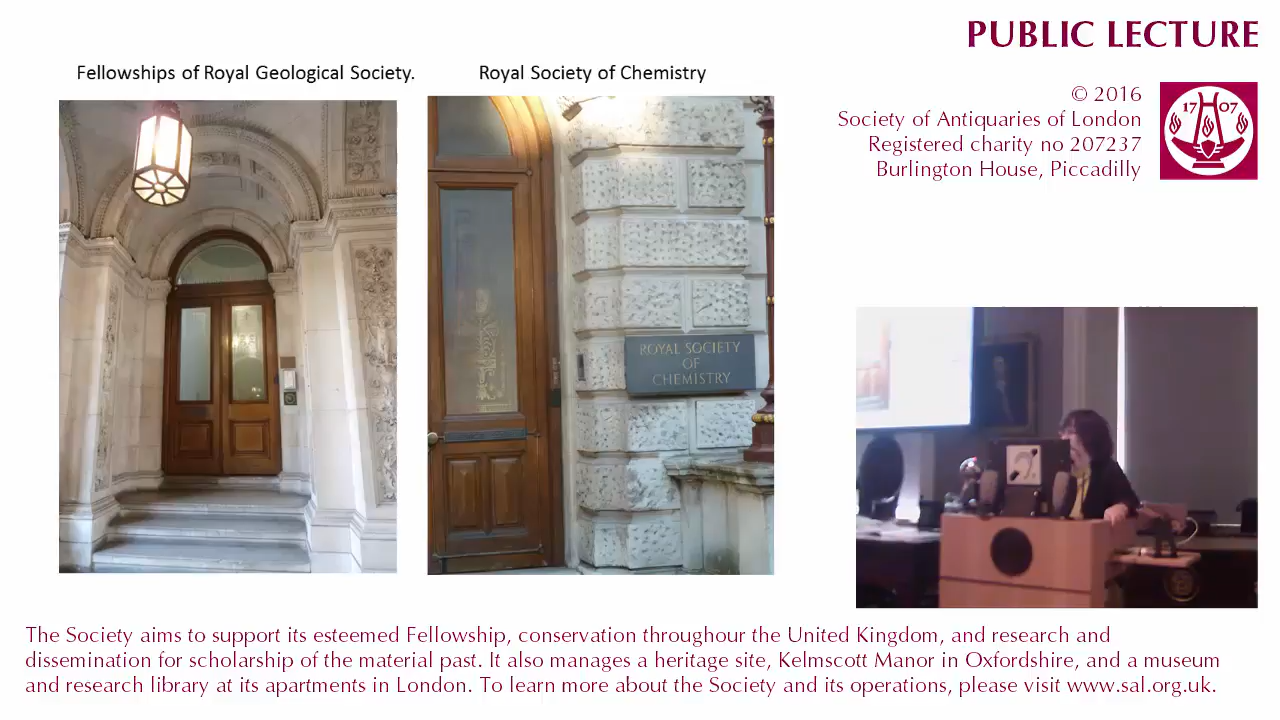 PUBLIC LECTURE
Fellowships of Royal Geological Society.
Royal Society of Chemistry
© 2016
Society of Antiquaries of London
Registered charity no 207237
Burlington House, Piccadilly
17 07
ROYAL SOCIETY
OF
CHEMISTRY
The Society aims to support its esteemed Fellowship, conservation throughour the United Kingdom, and research and
dissemination for scholarship of the material past. It also manages a heritage site, Kelmscott Manor in Oxfordshire, and a museum
and research library at its apartments in London. To learn more about the Society and its operations, please visit www.sal.org.uk.